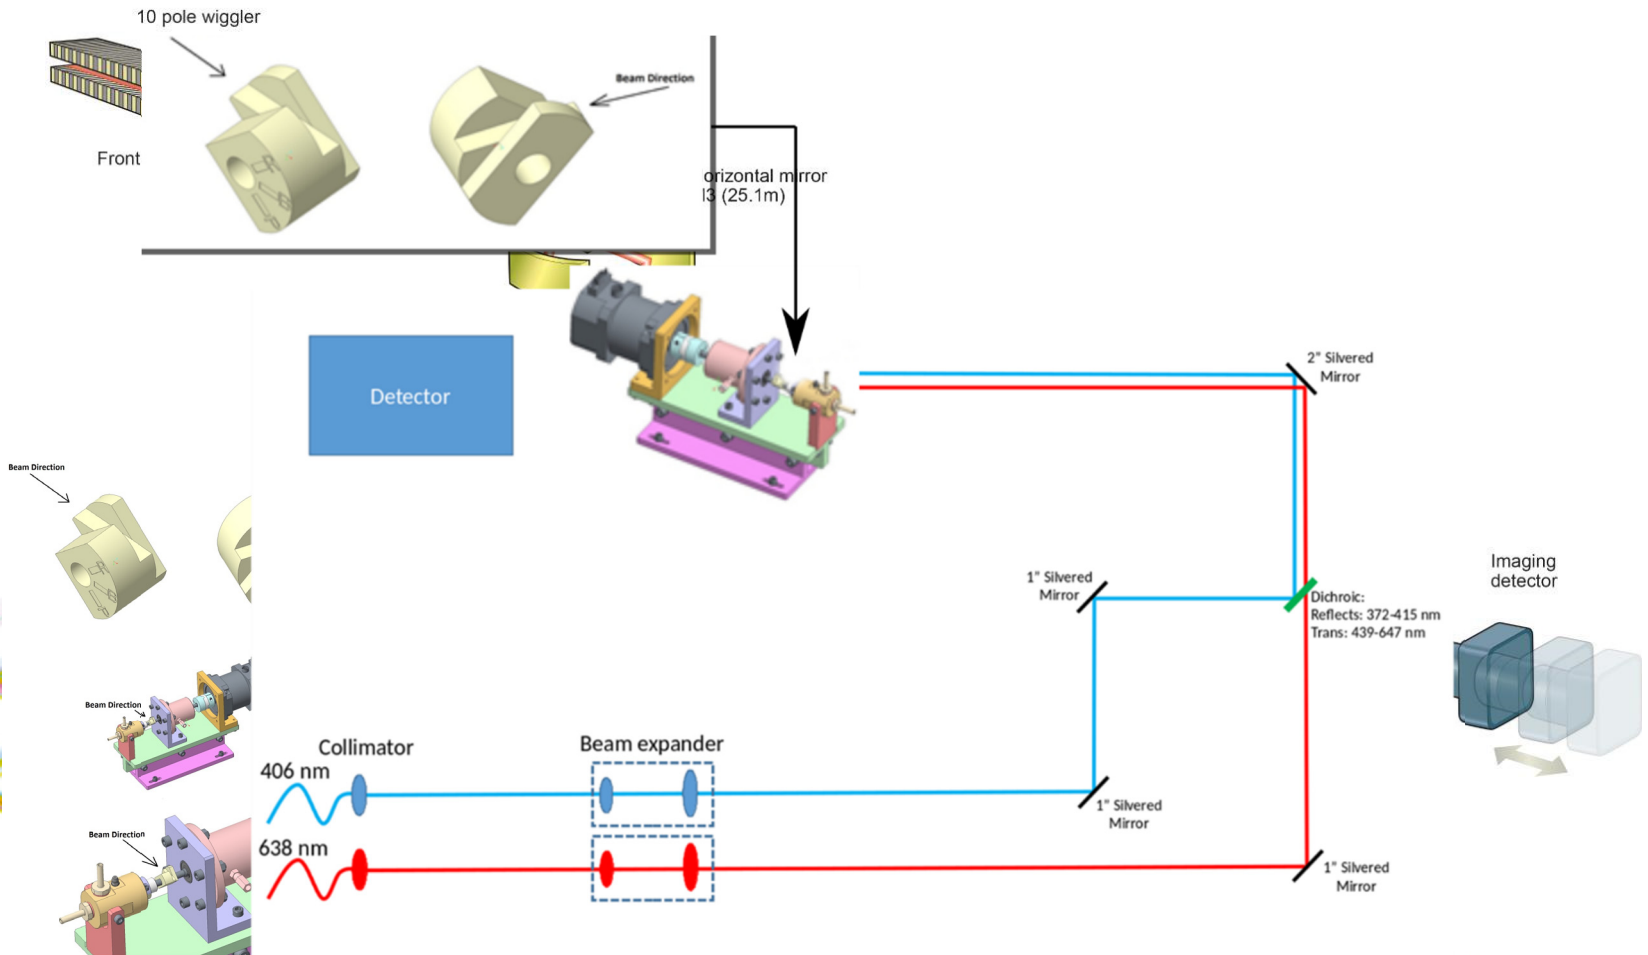 10 pole wiggler
Beam Direction
Front
orizontal mirror
(25.1m)
2” Silvered
Mirror
Detector
Beam Direction
Imaging
detector
1” Silvered
Mirror
Dichroic:
Reflects: 372-415 nm
Trans: 439-647 nm
Beam Direction
Collimator
Beam expander
406 nm
1” Silvered
Mirror
Beam Direction
638 nm
1” Silvered
Mirror